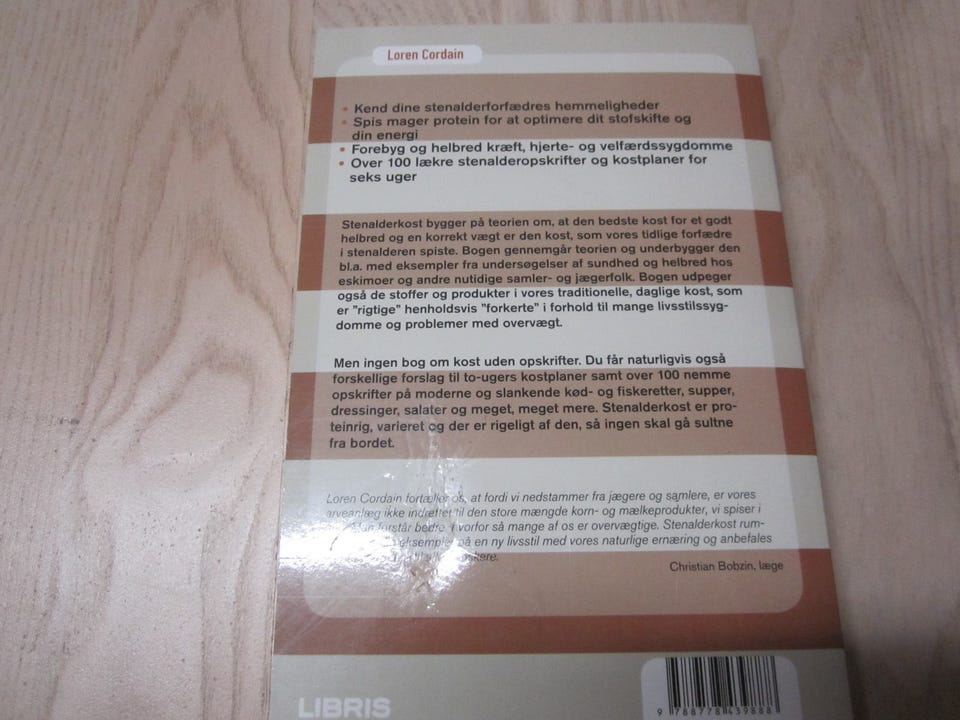 Loren Cordain
• Kend dine stenalderforfædres hemmeligheder
• Spis mager protein for at optimere dit stofskifte og
din energi
• Forebyg og helbred kræft, hjerte- og velfærdssygdomme
• Over 100 lækre stenalderopskrifter og kostplaner for
seks uger
Stenalderkost bygger på teorien om, at den bedste kost for et godt
helbred og en korrekt vægt er den kost, som vores tidlige forfædre
i stenalderen spiste. Bogen gennemgår teorien og underbygger den
bl.a. med eksempler fra undersøgelser af sundhed og helbred hos
eskimoer og andre nutidige samler- og jægerfolk. Bogen udpeger
også de stoffer og produkter i vores traditionelle, daglige kost, som
er "rigtige" henholdsvis "forkerte" i forhold til mange livsstilssyg-
domme og problemer med overvægt.
Men ingen bog om kost uden opskrifter. Du får naturligvis også
forskellige forslag til to-ugers kostplaner samt over 100 nemme
opskrifter på moderne og slankende kød- og fiskeretter, supper,
dressinger, salater og meget, meget mere. Stenalderkost er pro-
teinrig, varieret og der er rigeligt af den, så ingen skal gå sultne
fra bordet.
Loren Cordain fortæller os, at fordi vi nedstammer fra jægere og samlere, er vores
arveanlæg ikke indrettet til den store mængde korn- og mælkeprodukter, vi spiser i
forstår bedre, hvorfor så mange af os er overvægtige. Stenalderkost rum-
eksempler på en ny livsstil med vores naturlige ernæring og anbefales
Christian Bobzin, læge
LIBRIS
9 788778 439888